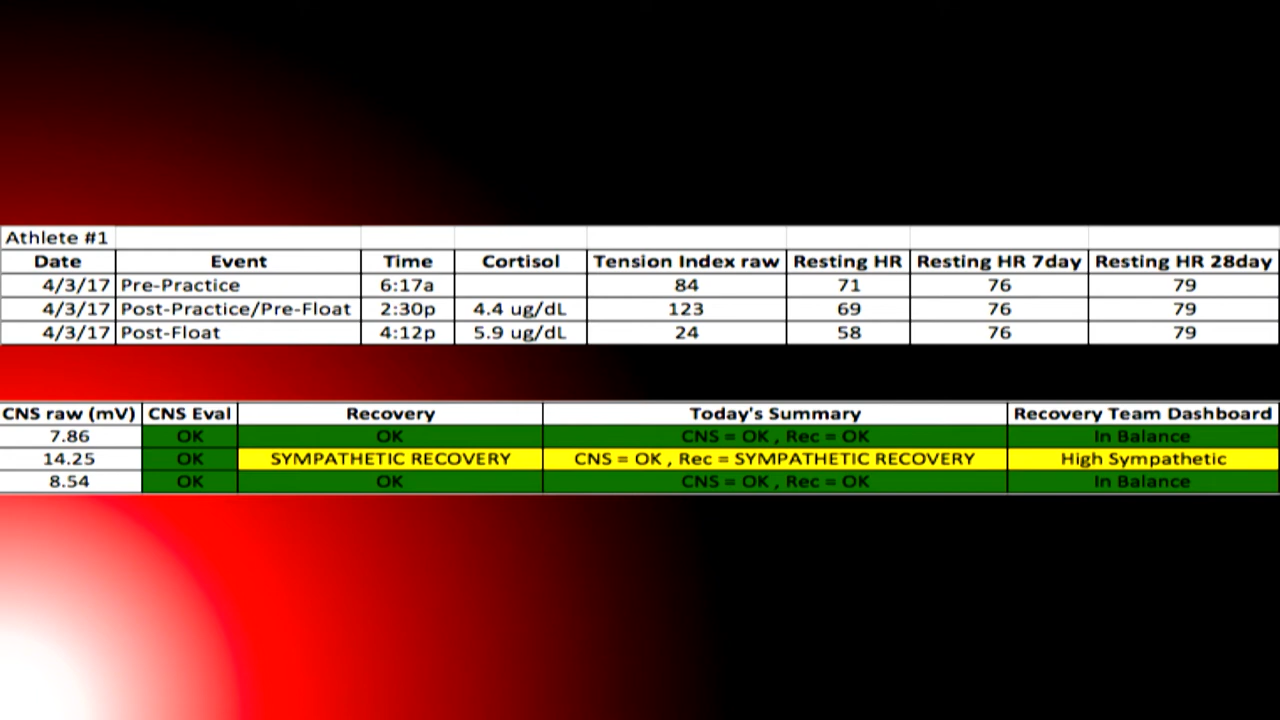 Athlete #1
Date Event Time Cortisol Tension Index raw Resting HR Resting HR 7day Resting HR 28day
4/3/17 Pre-Practice 6:17a 84 71 76 79
4/3/17 Post-Practice/Pre-Float 2:30p 4.4 ug/dL 123 69 76 79
4/3/17 Post-Float 4:12p 5.9 ug/dL 24 58 76 79
CNS raw (mV) CNS Eval Recovery Today's Summary Recovery Team Dashboard
7.86 OK OK CNS = OK , Rec = OK In Balance
14.25 OK SYMPATHETIC RECOVERY CNS = OK , Rec = SYMPATHETIC RECOVERY High Sympathetic
8.54 OK OK CNS = OK , Rec = OK In Balance